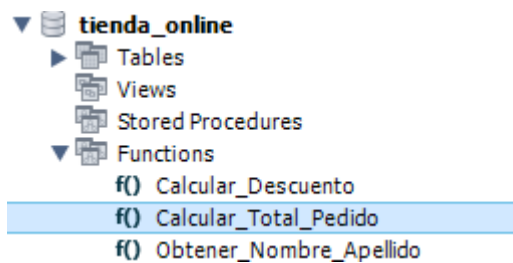 tienda_online
Tables
Views
Stored Procedures
Functions
f() Calcular_Descuento
f() Calcular_Total_Pedido
f() Obtener_Nombre_Apellido